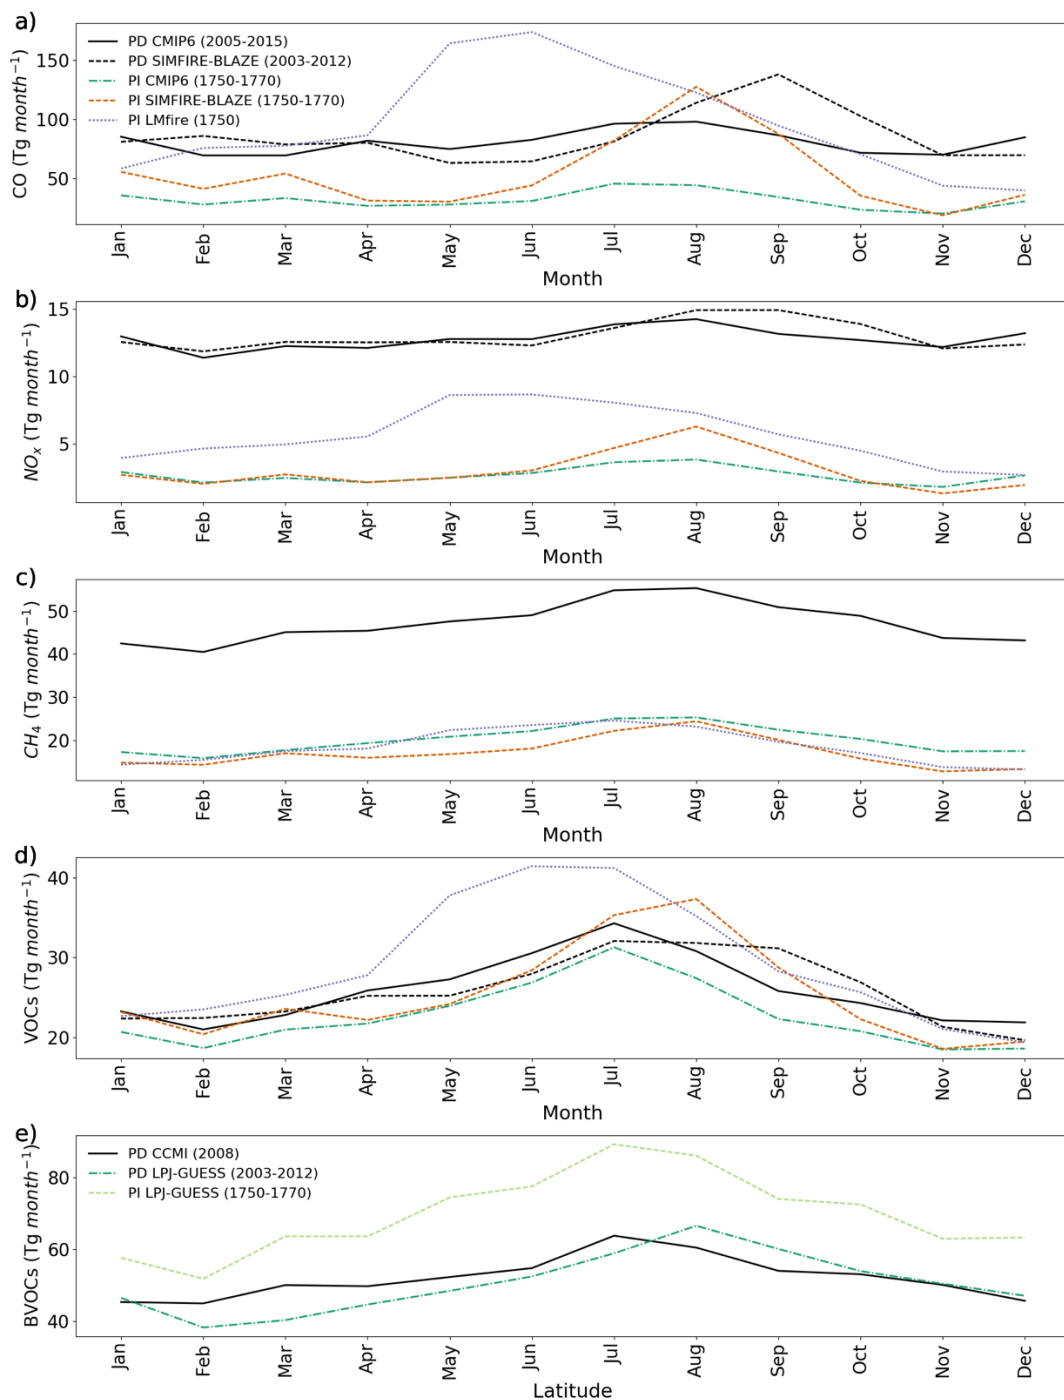 a)
PD CMIP6 (2005-2015)
PD SIMFIRE-BLAZE (2003-2012)
PI CMIP6 (1750-1770)
PI SIMFIRE-BLAZE (1750-1770)
PI LMfire (1750)
150
100
50
CO (Tg month⁻¹)
Jan Feb Mar Apr May Jun Jul Aug Sep Oct Nov Dec
Month
b)
15
10
5
NOₓ (Tg month⁻¹)
Jan Feb Mar Apr May Jun Jul Aug Sep Oct Nov Dec
Month
c)
50
40
20
CH₄ (Tg month⁻¹)
Jan Feb Mar Apr May Jun Jul Aug Sep Oct Nov Dec
Month
d)
40
30
20
VOCs (Tg month⁻¹)
Jan Feb Mar Apr May Jun Jul Aug Sep Oct Nov Dec
Month
e)
PD CCMI (2008)
PD LPJ-GUESS (2003-2012)
PI LPJ-GUESS (1750-1770)
80
60
40
BVOCs (Tg month⁻¹)
Jan Feb Mar Apr May Jun Jul Aug Sep Oct Nov Dec
Latitude